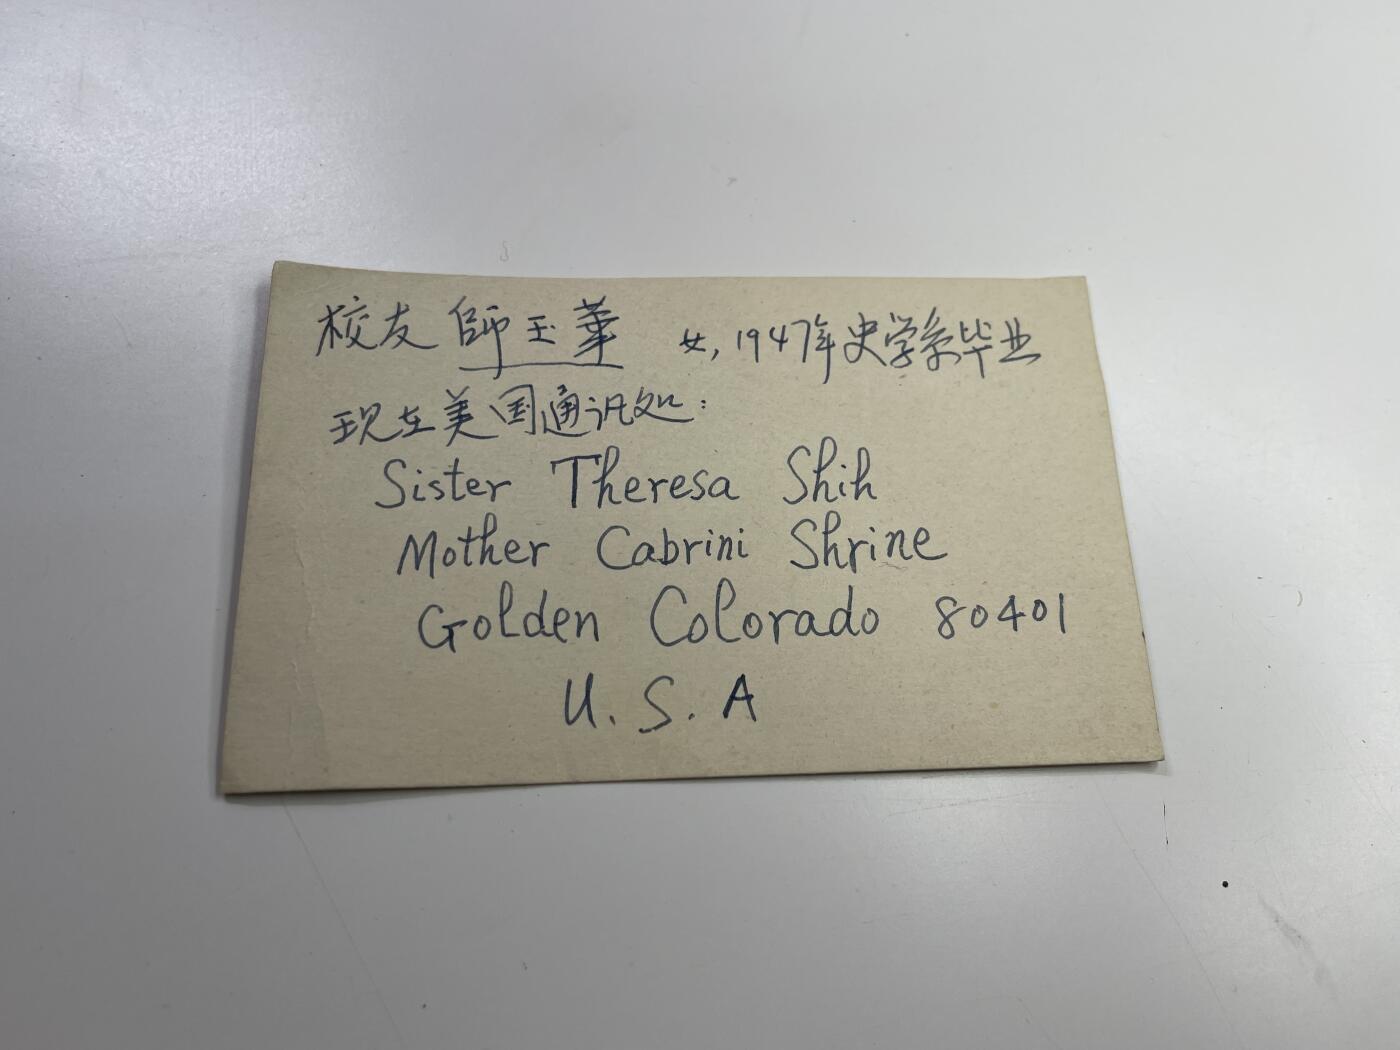 校友 師玉華 女，1947年史学系毕业
现在美国通讯处：
Sister Theresa Shih
Mother Cabrini Shrine
Golden Colorado 80401
U.S.A